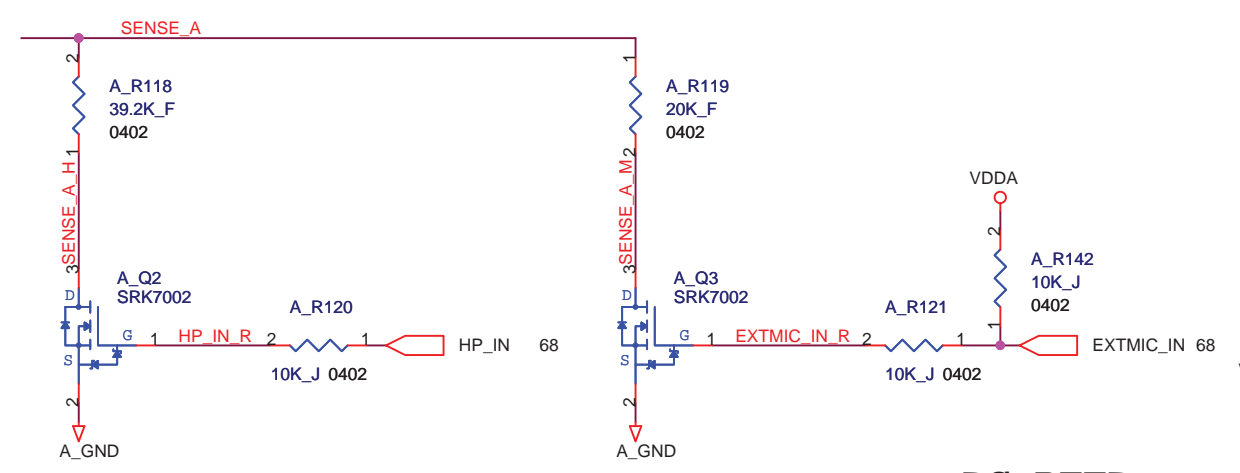 SENSE_A
2
A_R118
39.2K_F
0402
1
SENSE_A_H
3
A_Q2
SRK7002
D
G
S
1
HP_IN_R
2
A_R120
10K_J 0402
1
HP_IN 68
2
A_GND
1
A_R119
20K_F
0402
2
SENSE_A_M
3
A_Q3
SRK7002
D
G
S
1
EXTMIC_IN_R
2
A_R121
10K_J 0402
1
VDDA
2
A_R142
10K_J
0402
1
EXTMIC_IN 68
2
A_GND